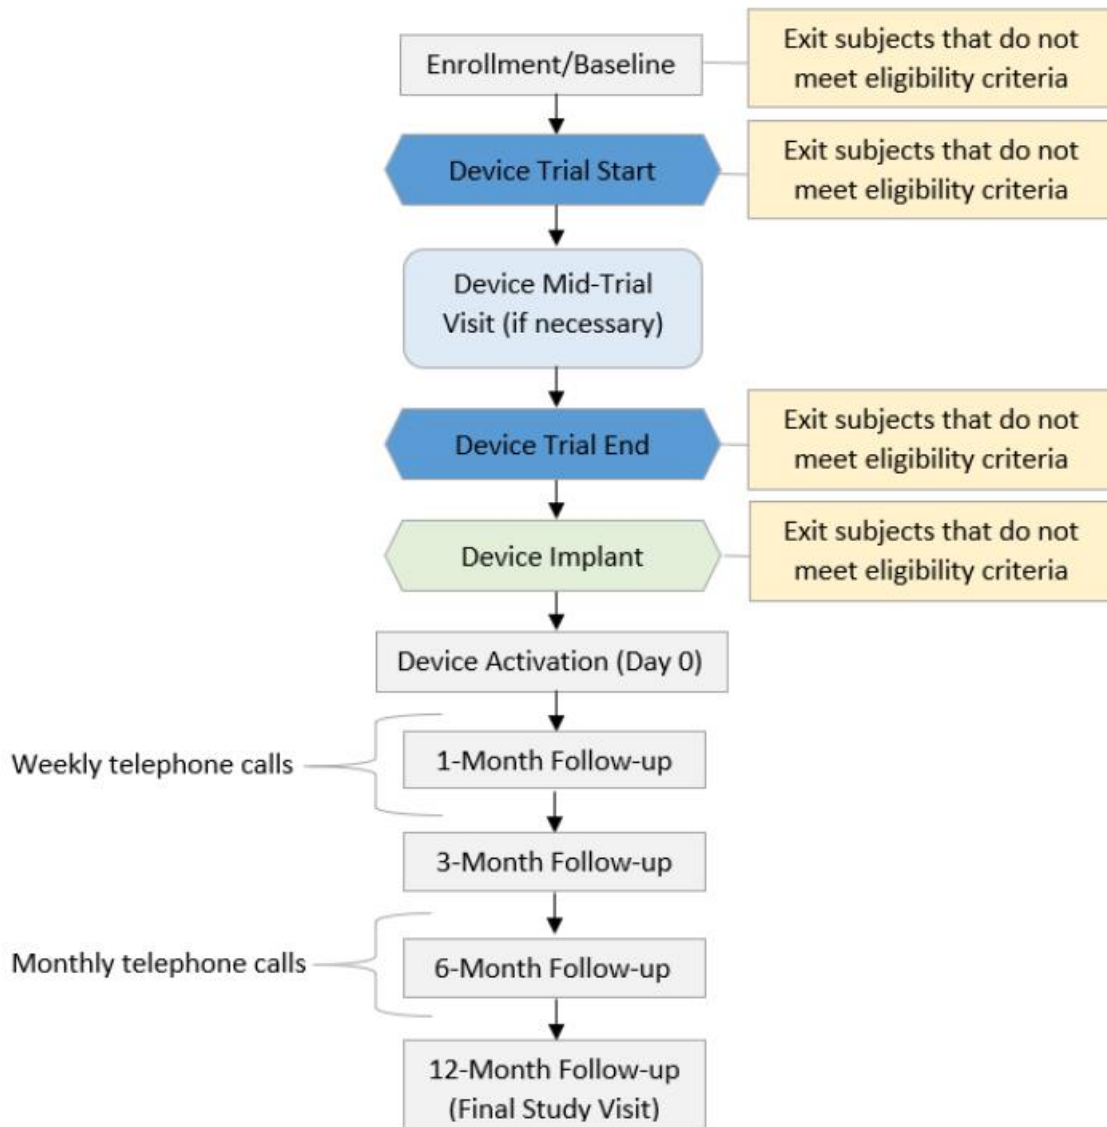 Enrollment/Baseline
Exit subjects that do not
meet eligibility criteria
Device Trial Start
Exit subjects that do not
meet eligibility criteria
Device Mid-Trial
Visit (if necessary)
Device Trial End
Exit subjects that do not
meet eligibility criteria
Device Implant
Exit subjects that do not
meet eligibility criteria
Device Activation (Day 0)
Weekly telephone calls
1-Month Follow-up
3-Month Follow-up
Monthly telephone calls
6-Month Follow-up
12-Month Follow-up
(Final Study Visit)